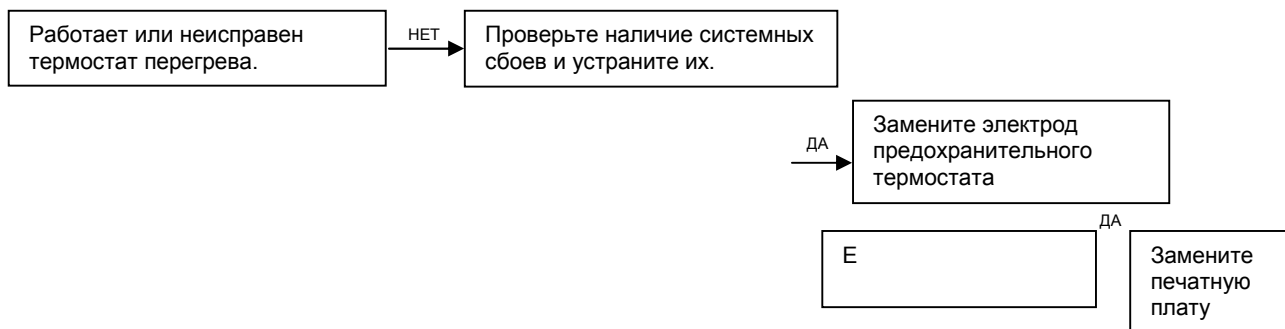 Работает или неисправен
термостат перегрева.
НЕТ
Проверьте наличие системных
сбоев и устраните их.
ДА
Замените электрод
предохранительного
термостата
Е
ДА
Замените
печатную
плату